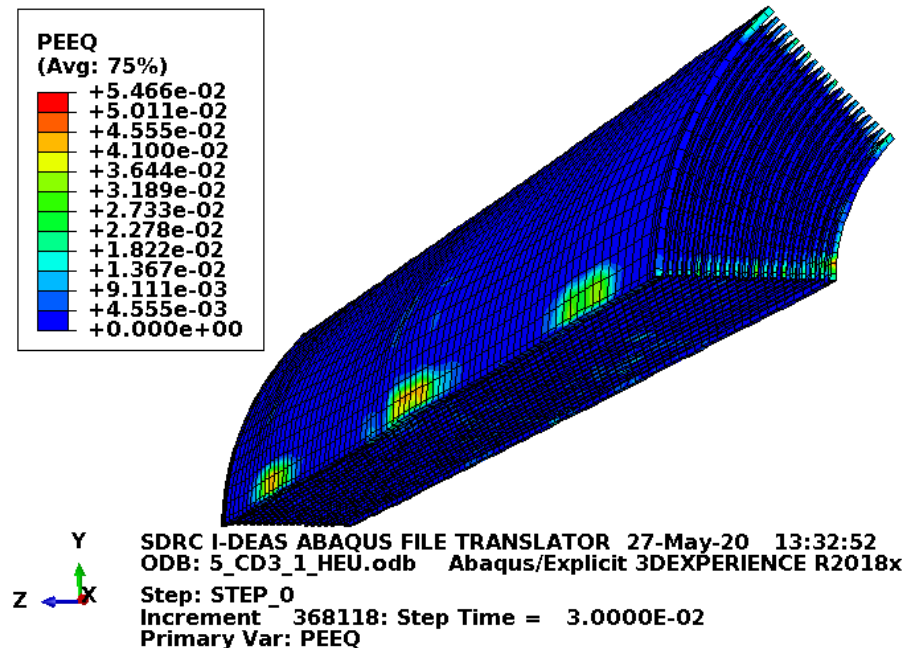 PEEQ
(Avg: 75%)
+5.466e-02
+5.011e-02
+4.555e-02
+4.100e-02
+3.644e-02
+3.189e-02
+2.733e-02
+2.278e-02
+1.822e-02
+1.367e-02
+9.111e-03
+4.555e-03
+0.000e+00
Y
Z
X
SDRC I-DEAS ABAQUS FILE TRANSLATOR 27-May-20 13:32:52
ODB: 5_CD3_1_HEU.odb Abaqus/Explicit 3DEXPERIENCE R2018x
Step: STEP_0
Increment 368118: Step Time = 3.0000E-02
Primary Var: PEEQ